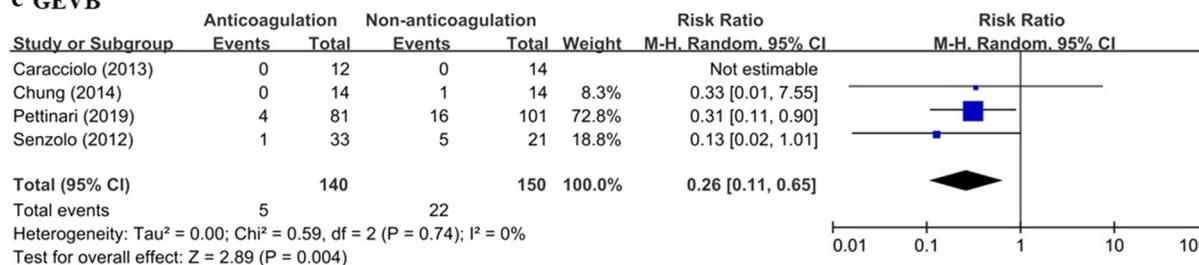 c GEVB
Anticoagulation Non-anticoagulation Risk Ratio Risk Ratio
Study or Subgroup Events Total Events Total Weight M-H, Random, 95% CI M-H, Random, 95% CI
Caracciolo (2013) 0 12 0 14 Not estimable
Chung (2014) 0 14 1 14 8.3% 0.33 [0.01, 7.55]
Pettinari (2019) 4 81 16 101 72.8% 0.31 [0.11, 0.90]
Senzolo (2012) 1 33 5 21 18.8% 0.13 [0.02, 1.01]
Total (95% CI) 140 150 100.0% 0.26 [0.11, 0.65]
Total events 5 22
Heterogeneity: Tau² = 0.00; Chi² = 0.59, df = 2 (P = 0.74); I² = 0%
Test for overall effect: Z = 2.89 (P = 0.004)
0.01 0.1 1 10